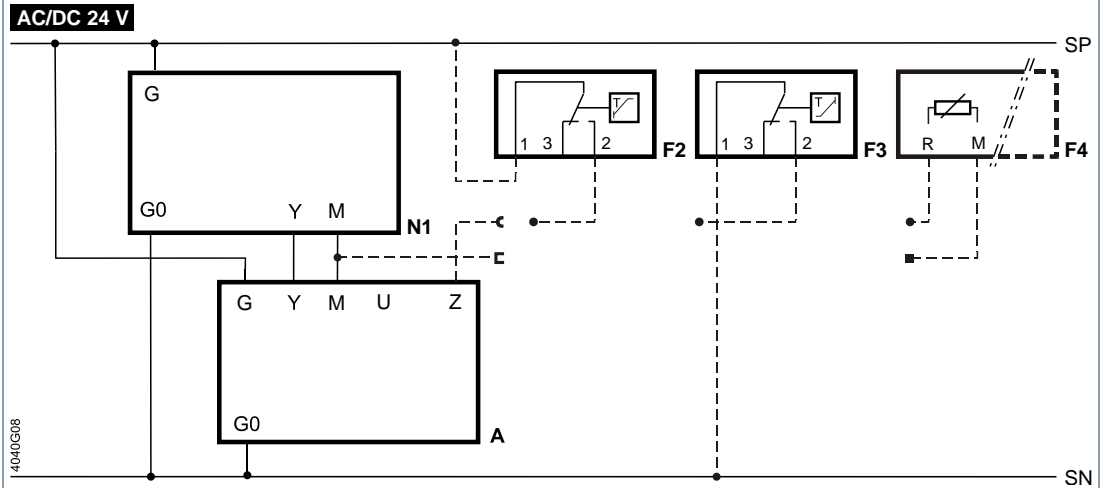 AC/DC 24 V
SP
G
G0 Y M
N1
T
1 3 2
F2
T
1 3 2
F3
R M
F4
G Y M U Z
G0
A
4040G08
SN